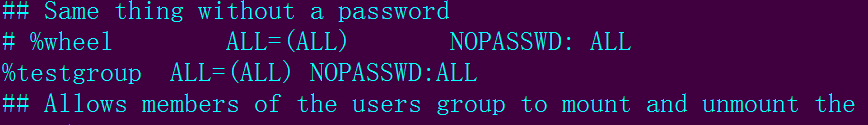 ## Same thing without a password
# %wheel        ALL=(ALL)       NOPASSWD: ALL
%testgroup  ALL=(ALL) NOPASSWD:ALL
## Allows members of the users group to mount and unmount the